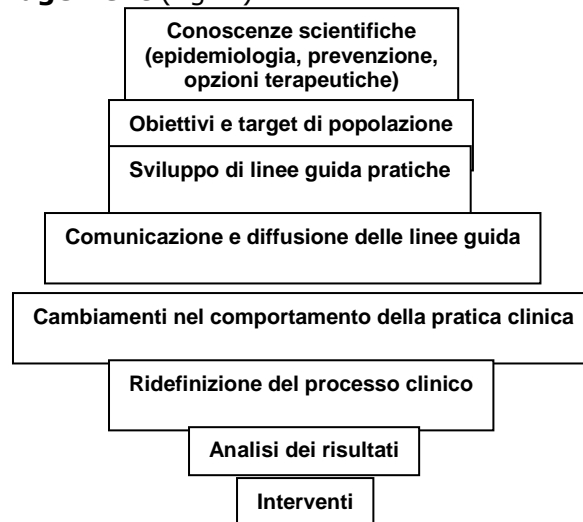 Conoscenze scientifiche
(epidemiologia, prevenzione,
opzioni terapeutiche)
Obiettivi e target di popolazione
Sviluppo di linee guida pratiche
Comunicazione e diffusione delle linee guida
Cambiamenti nel comportamento della pratica clinica
Ridefinizione del processo clinico
Analisi dei risultati
Interventi